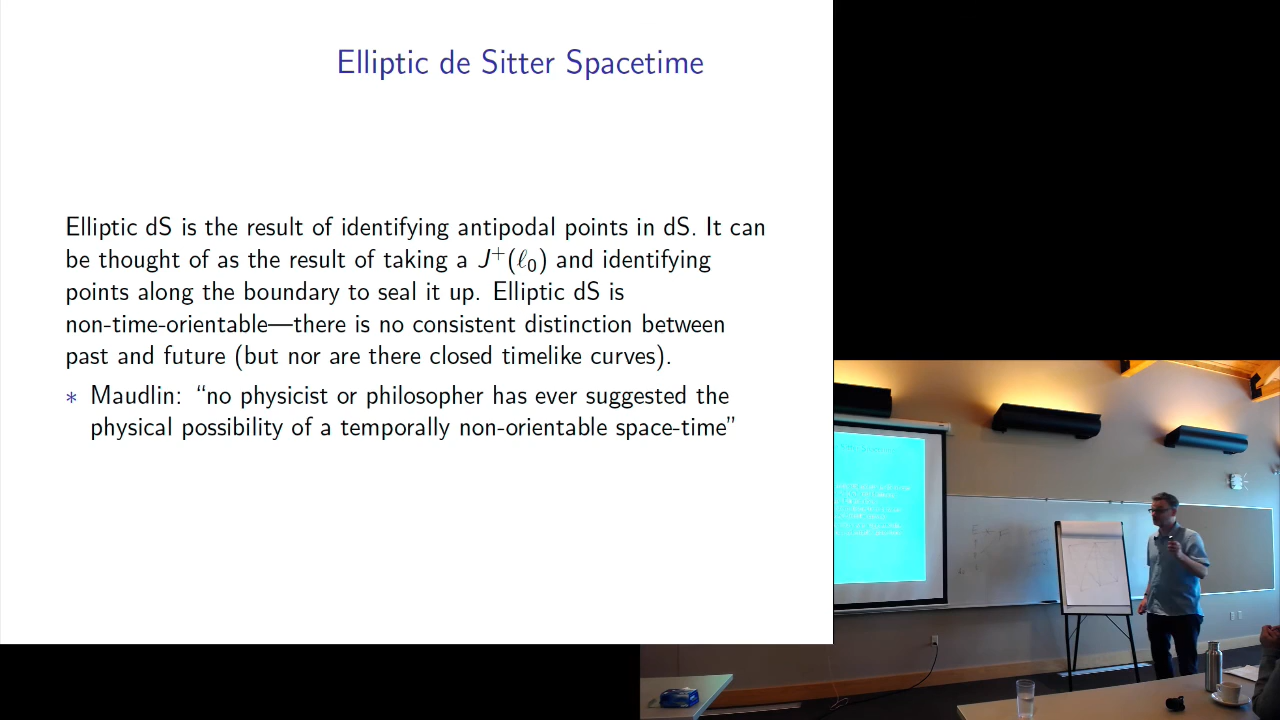 Elliptic de Sitter Spacetime
Elliptic dS is the result of identifying antipodal points in dS. It can
be thought of as the result of taking a J⁺(ℓ₀) and identifying
points along the boundary to seal it up. Elliptic dS is
non-time-orientable—there is no consistent distinction between
past and future (but nor are there closed timelike curves).
* Maudlin: “no physicist or philosopher has ever suggested the
physical possibility of a temporally non-orientable space-time”